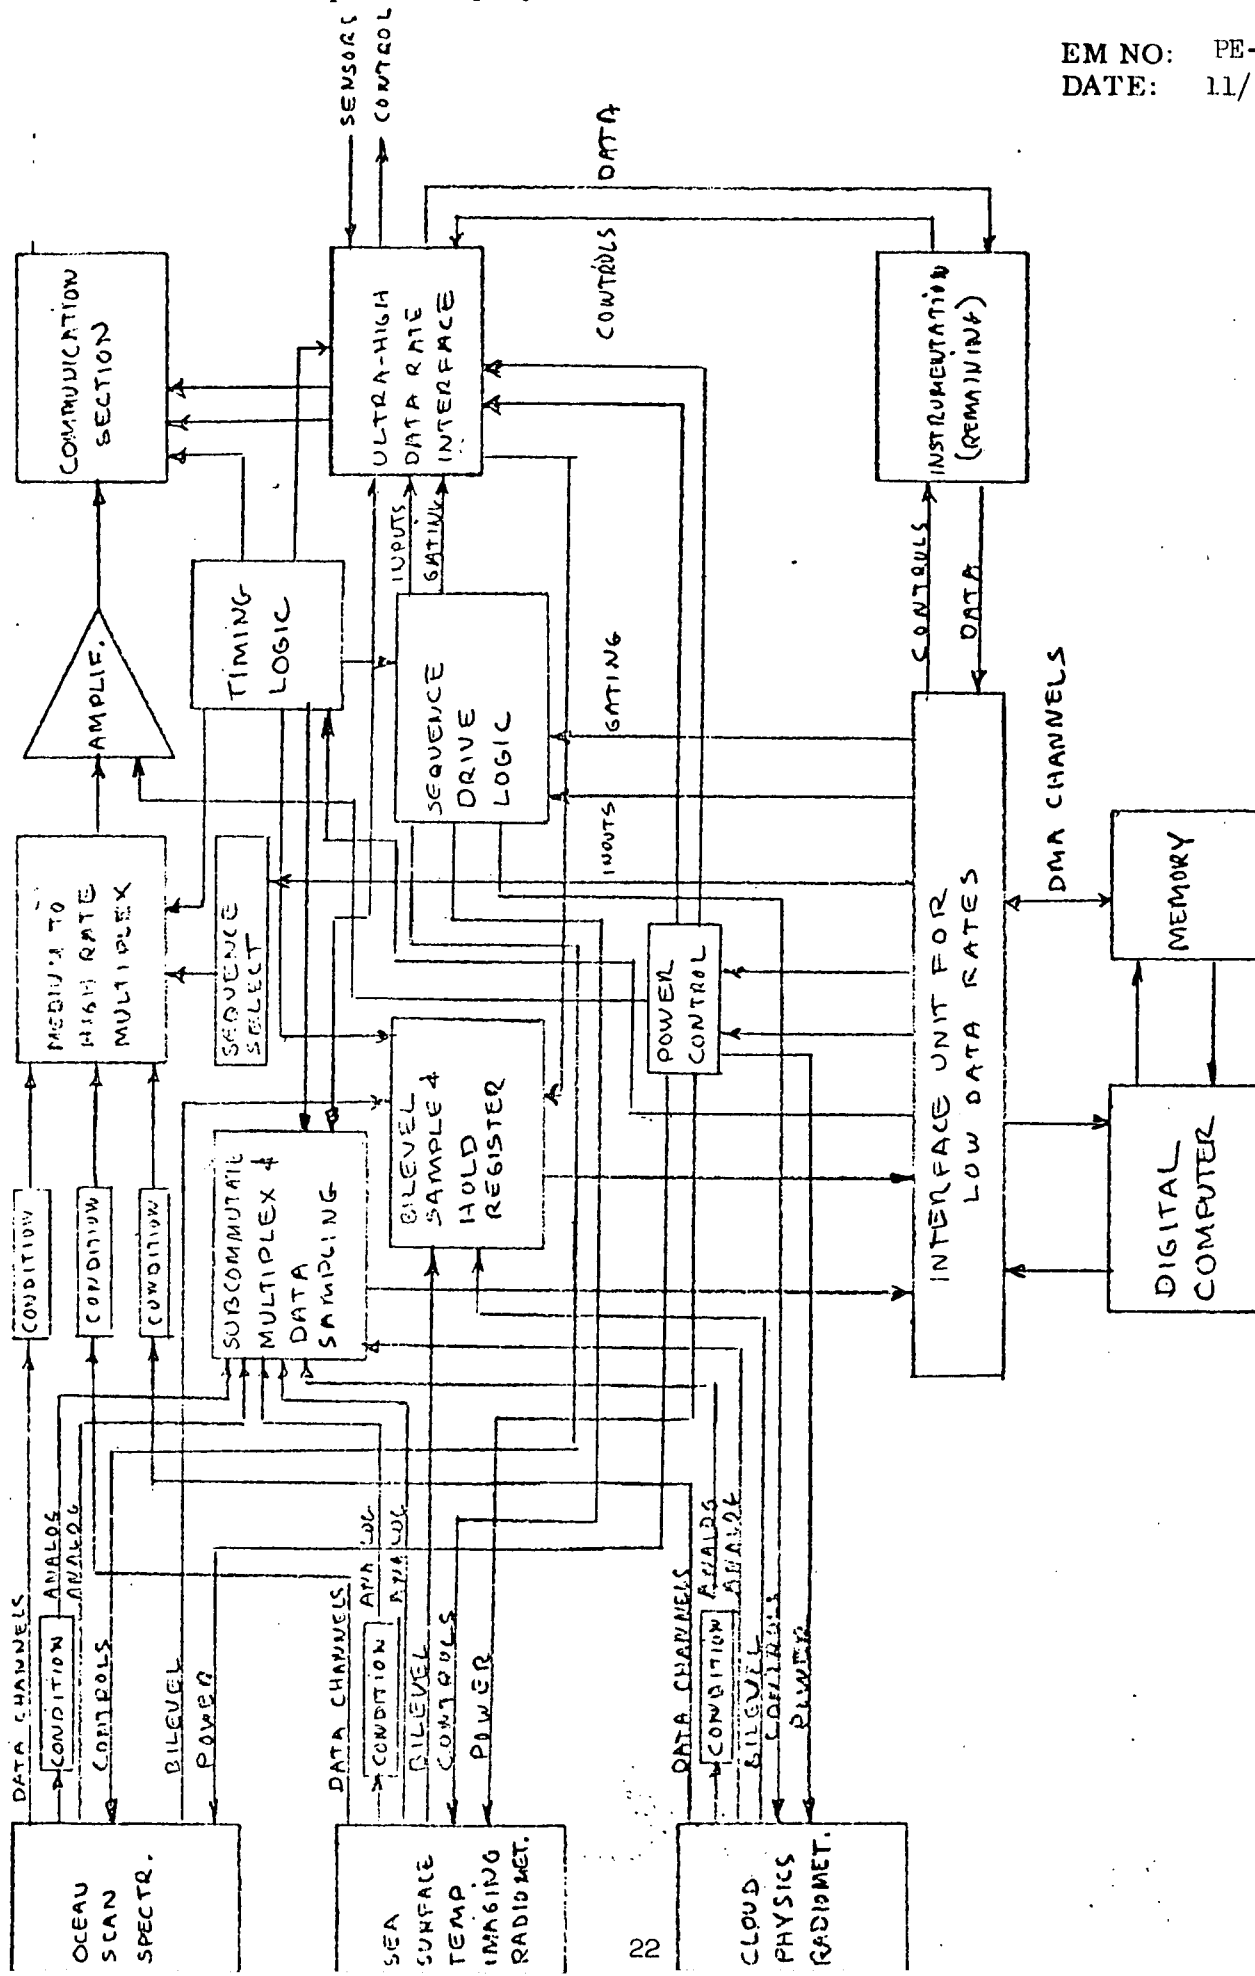 EM NO: PE-
DATE: 11/
SENSORS
CONTROL
COMMUNICATION
SECTION
ULTRA-HIGH
DATA RATE
INTERFACE
DATA
CONTROLS
INSTRUMENTATION
(REMAINING)
AMPLIF.
TIMING
LOGIC
INPUTS
GATING
SEQUENCE
DRIVE
LOGIC
GATING
INPUTS
CONTROLS
DATA
MEDIUM TO
HIGH RATE
MULTIPLEX
SEQUENCE
SELECT
POWER
CONTROL
INTERFACE UNIT FOR
LOW DATA RATES
DMA CHANNELS
MEMORY
DIGITAL
COMPUTER
CONDITION
CONDITION
CONDITION
SUBCOMMUTATE
MULTIPLEX &
DATA
SAMPLING
BILEVEL
SAMPLE &
HOLD
REGISTER
DATA CHANNELS
CONDITION
ANALOG
ANALOG
CONTROLS
BILEVEL
POWER
DATA CHANNELS
CONDITION
ANALOG
ANALOG
BILEVEL
CONTROLS
POWER
DATA CHANNELS
CONDITION
ANALOG
ANALOG
BILEVEL
CONTROLS
POWER
OCEAN
SCAN
SPECTR.
SEA
SURFACE
TEMP
IMAGING
RADIOMET.
CLOUD
PHYSICS
RADIOMET.
22